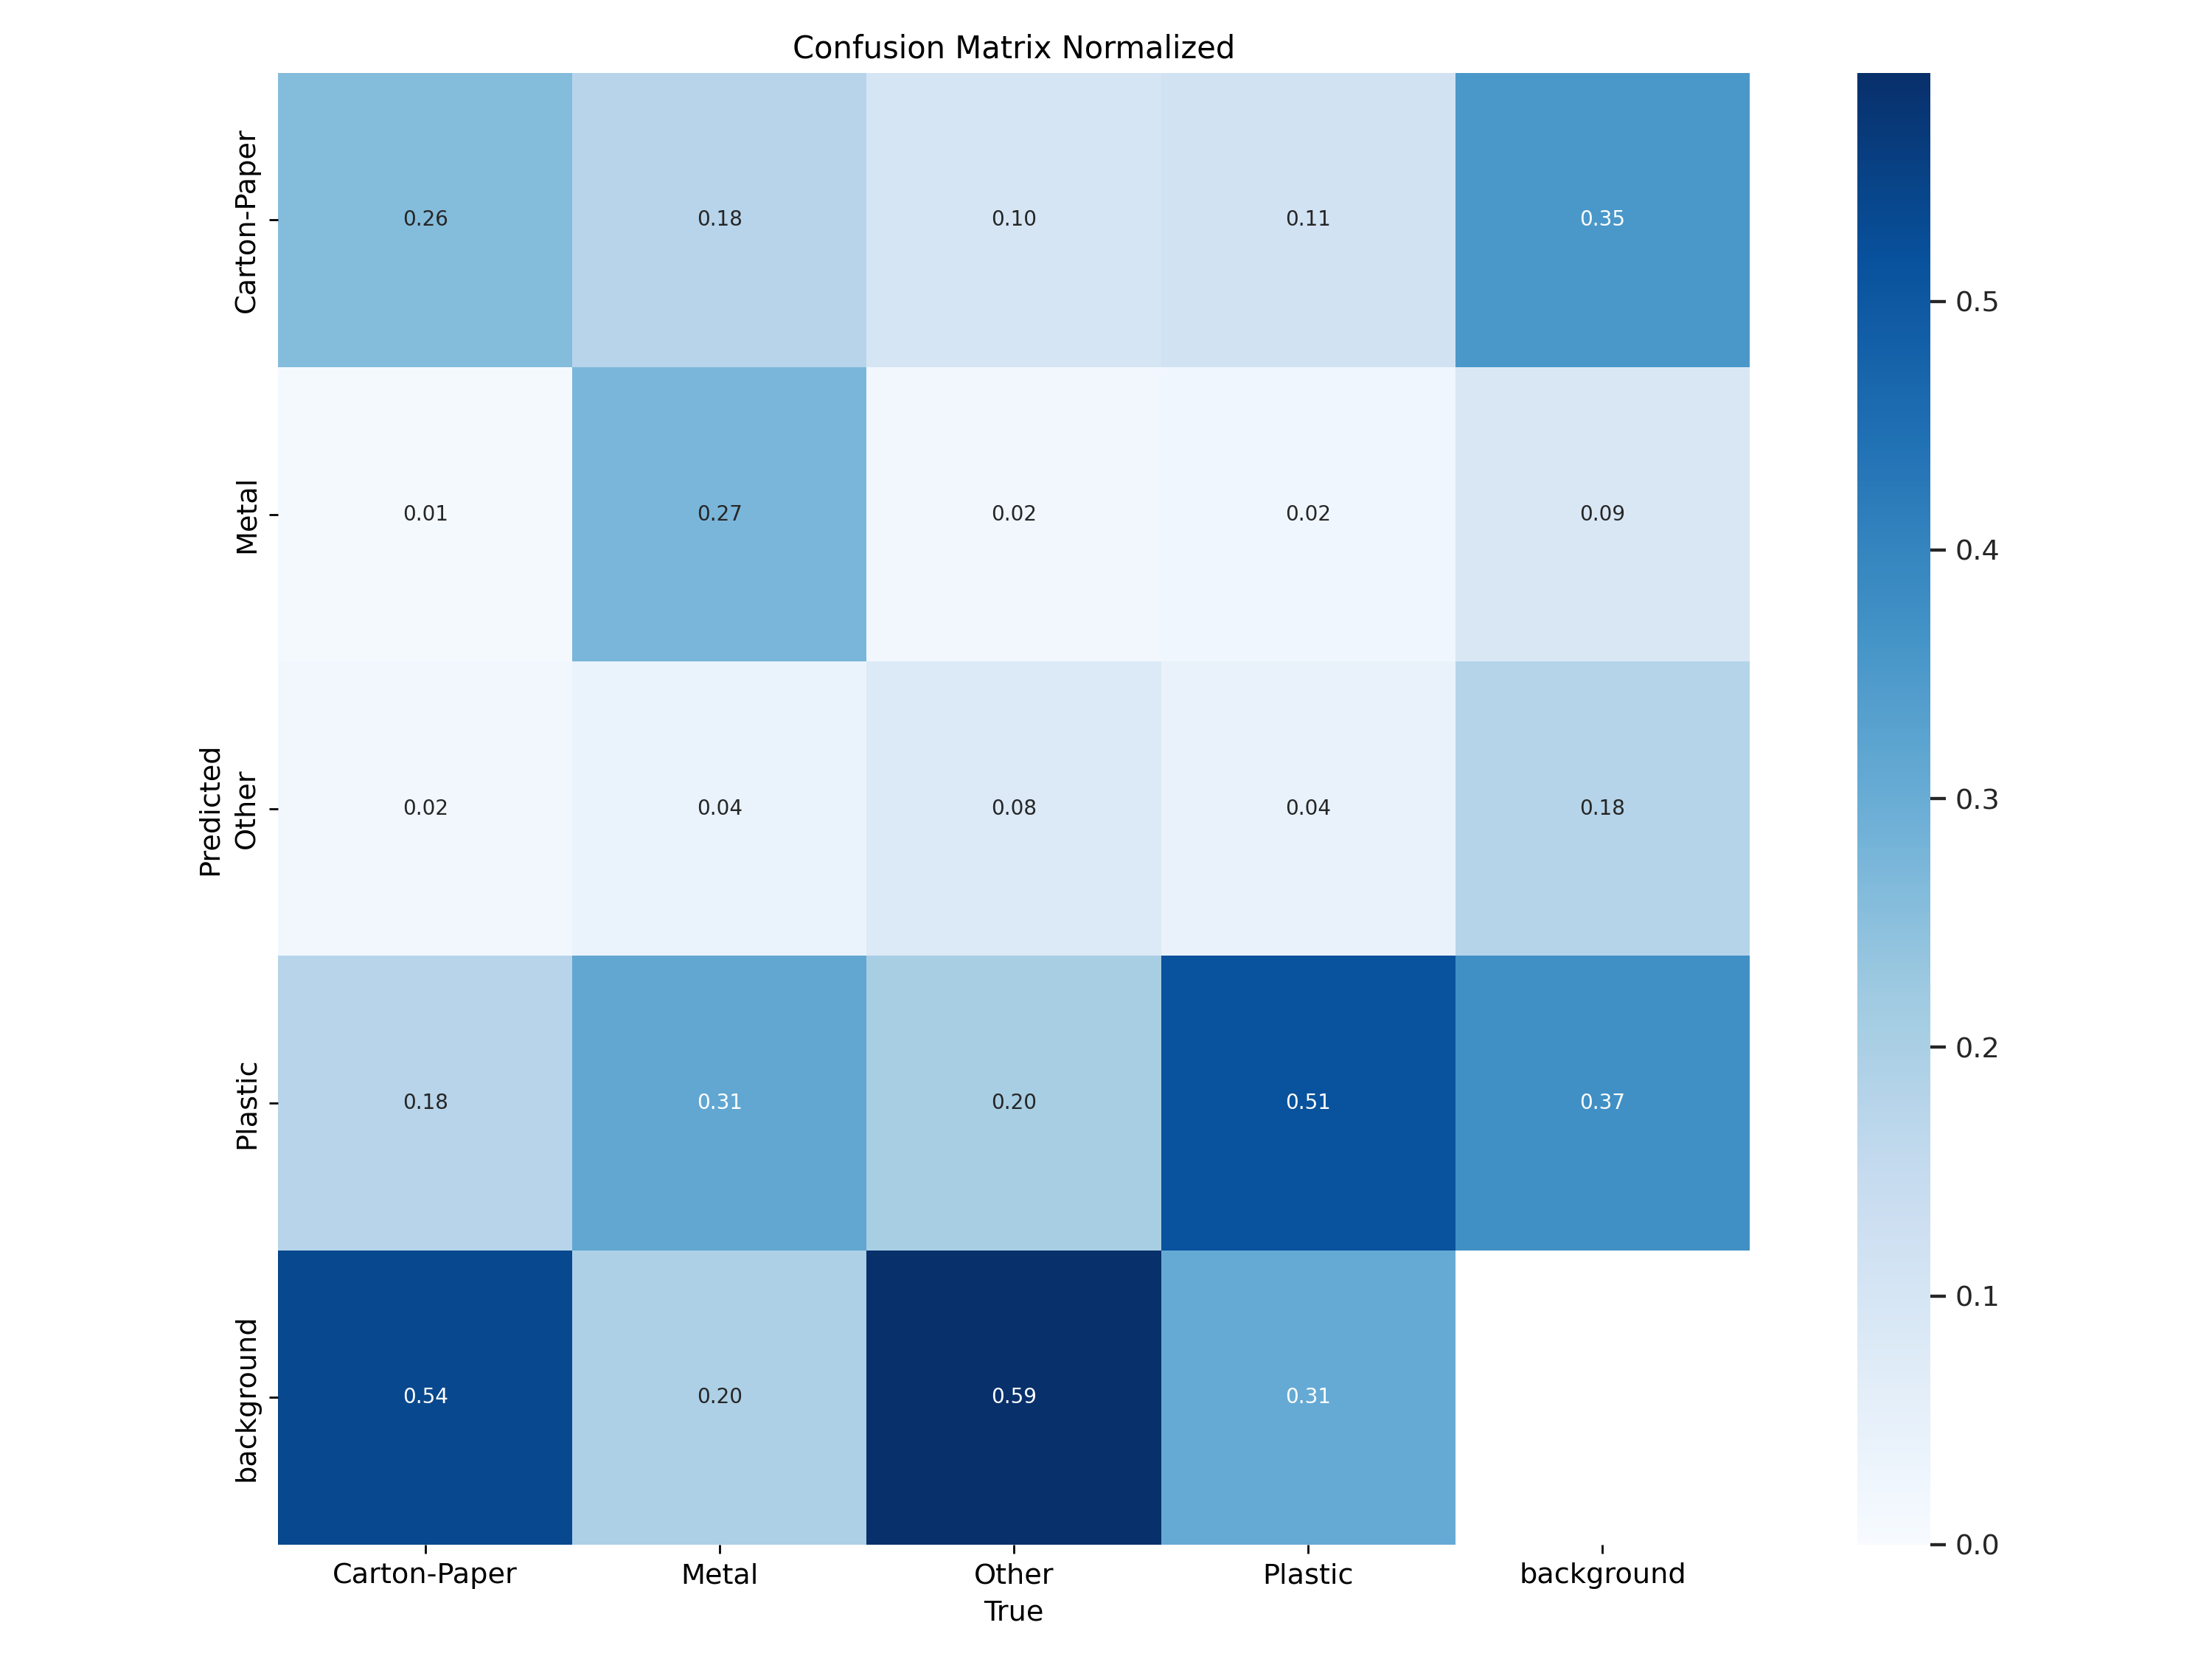 Confusion Matrix Normalized
Carton-Paper
0.26 0.18 0.10 0.11 0.35
Metal
0.01 0.27 0.02 0.02 0.09
Predicted
Other
0.02 0.04 0.08 0.04 0.18
Plastic
0.18 0.31 0.20 0.51 0.37
background
0.54 0.20 0.59 0.31
Carton-Paper Metal Other Plastic background
True
0.5
0.4
0.3
0.2
0.1
0.0